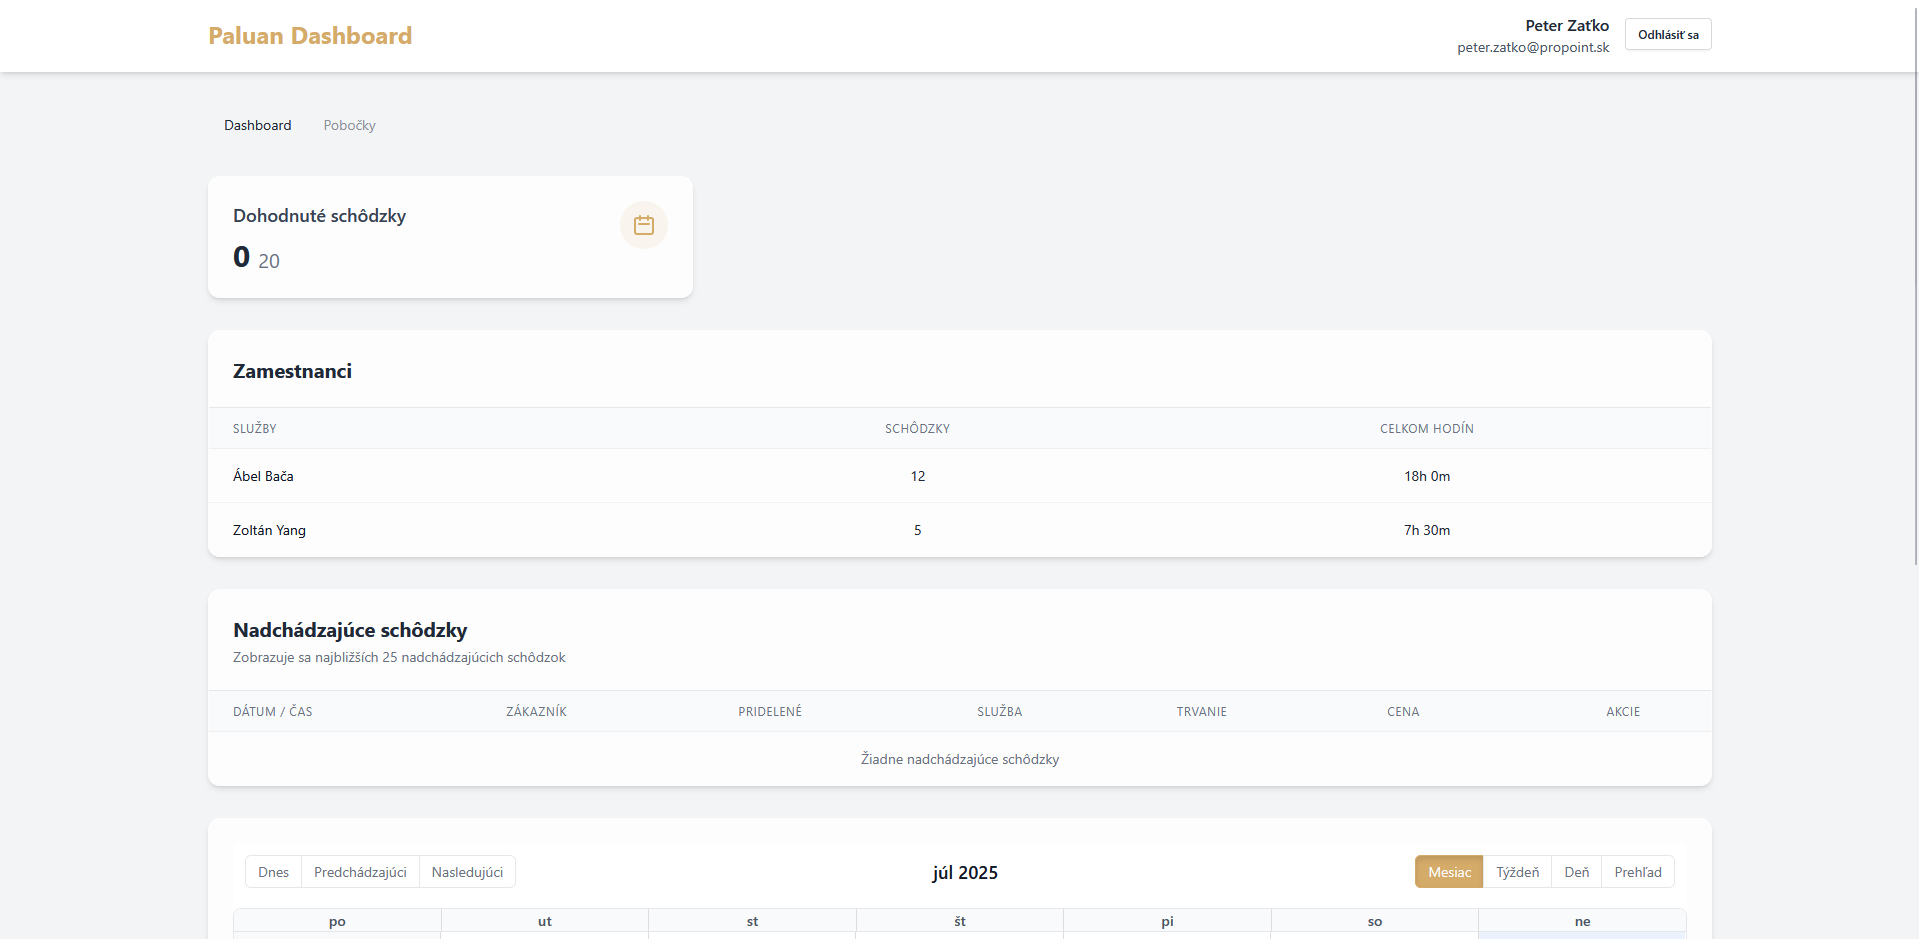 Paluan Dashboard
Peter Zaťko
peter.zatko@propoint.sk
Odhlásiť sa
Dashboard Pobočky
Dohodnuté schôdzky
0 20
Zamestnanci
SLUŽBY SCHÔDZKY CELKOM HODÍN
Ábel Bača 12 18h 0m
Zoltán Yang 5 7h 30m
Nadchádzajúce schôdzky
Zobrazuje sa najbližších 25 nadchádzajúcich schôdzok
DÁTUM / ČAS ZÁKAZNÍK PRIDELENÉ SLUŽBA TRVANIE CENA AKCIE
Žiadne nadchádzajúce schôdzky
Dnes Predchádzajúci Nasledujúci júl 2025 Mesiac Týždeň Deň Prehľad
po ut st št pi so ne